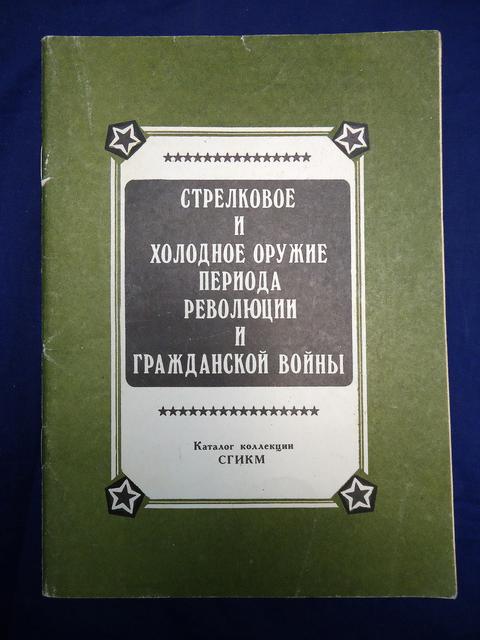 СТРЕЛКОВОЕ
И
ХОЛОДНОЕ ОРУЖИЕ
ПЕРИОДА
РЕВОЛЮЦИИ
И
ГРАЖДАНСКОЙ ВОЙНЫ
Каталог коллекции
СГИКМ